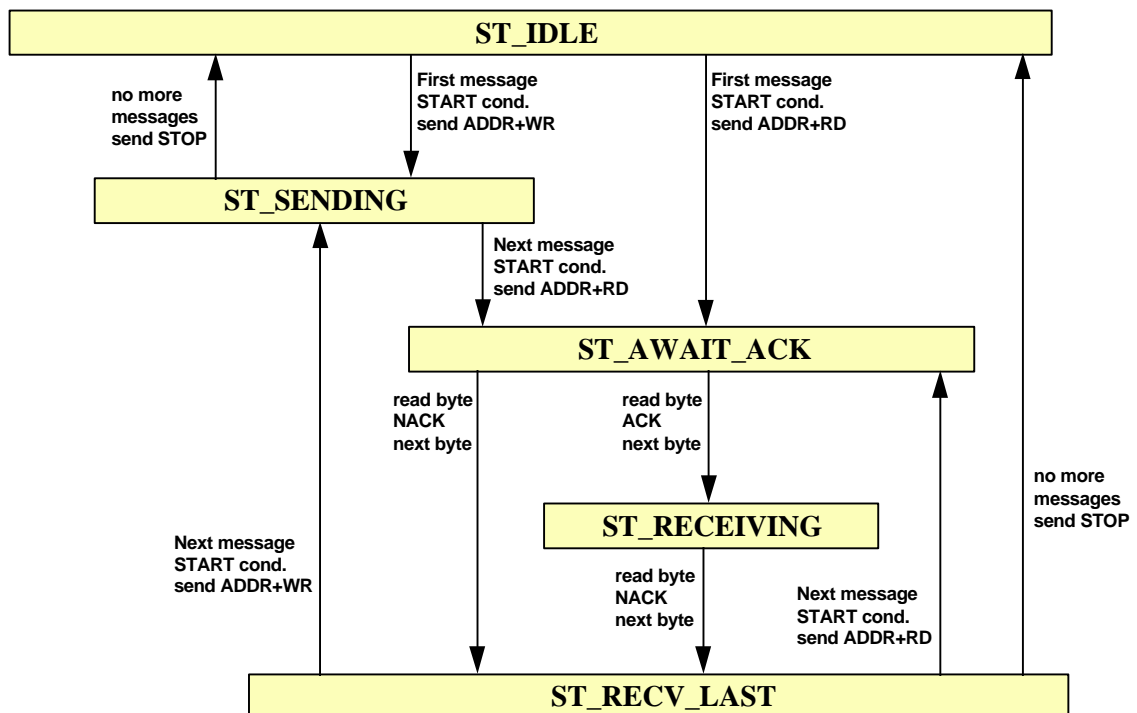 ST_IDLE
no more
messages
send STOP
First message
START cond.
send ADDR+WR
First message
START cond.
send ADDR+RD
ST_SENDING
Next message
START cond.
send ADDR+RD
ST_AWAIT_ACK
read byte
NACK
next byte
read byte
ACK
next byte
no more
messages
send STOP
ST_RECEIVING
Next message
START cond.
send ADDR+WR
read byte
NACK
next byte
Next message
START cond.
send ADDR+RD
ST_RECV_LAST